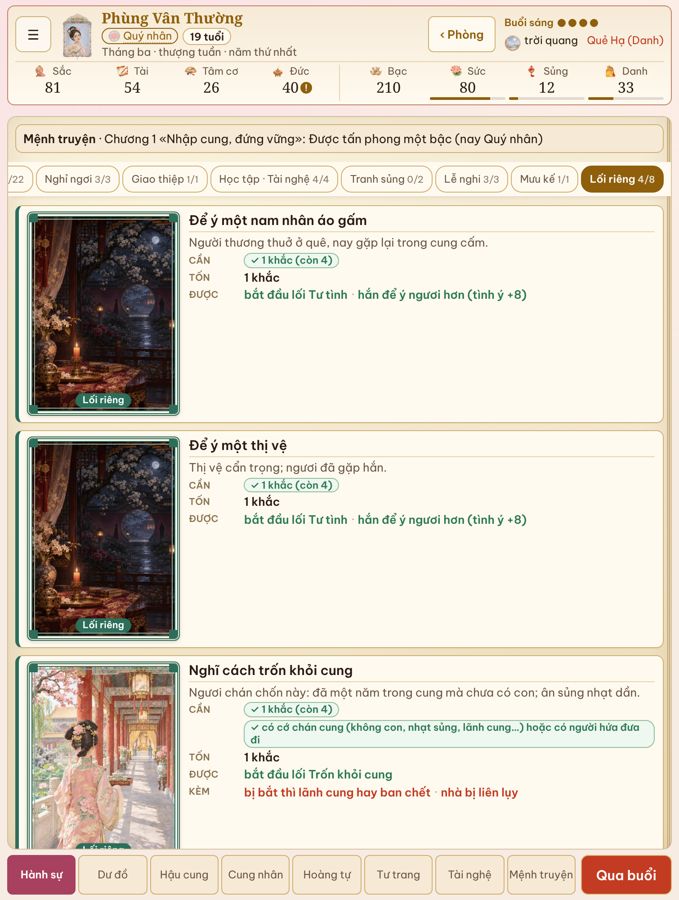 ☰
Phùng Vân Thường
Quý nhân
19 tuổi
Tháng ba · thượng tuần · năm thứ nhất
‹ Phòng
Buổi sáng
trời quang
Quẻ Hạ (Danh)
Sắc
Tài
Tâm cơ
Đức
Bạc
Sức
Sủng
Danh
81
54
26
40!
210
80
12
33
Mệnh truyện · Chương 1 «Nhập cung, đứng vững»: Được tấn phong một bậc (nay Quý nhân)
/22
Nghỉ ngơi 3/3
Giao thiệp 1/1
Học tập · Tài nghệ 4/4
Tranh sủng 0/2
Lễ nghi 3/3
Mưu kế 1/1
Lối riêng 4/8
Để ý một nam nhân áo gấm
Người thương thuở ở quê, nay gặp lại trong cung cấm.
CẦN ✓ 1 khắc (còn 4)
TỐN 1 khắc
ĐƯỢC bắt đầu lối Tư tình · hắn để ý ngươi hơn (tình ý +8)
Lối riêng
Để ý một thị vệ
Thị vệ cẩn trọng; ngươi đã gặp hắn.
CẦN ✓ 1 khắc (còn 4)
TỐN 1 khắc
ĐƯỢC bắt đầu lối Tư tình · hắn để ý ngươi hơn (tình ý +8)
Lối riêng
Nghĩ cách trốn khỏi cung
Ngươi chán chốn này: đã một năm trong cung mà chưa có con; ân sủng nhạt dần.
CẦN ✓ 1 khắc (còn 4)
✓ có cớ chán cung (không con, nhạt sủng, lãnh cung…) hoặc có người hứa đưa
đi
TỐN 1 khắc
ĐƯỢC bắt đầu lối Trốn khỏi cung
KÈM bị bắt thì lãnh cung hay ban chết · nhà bị liên lụy
Lối riêng
Hành sự
Dư đồ
Hậu cung
Cung nhân
Hoàng tự
Tư trang
Tài nghệ
Mệnh truyện
Qua buổi